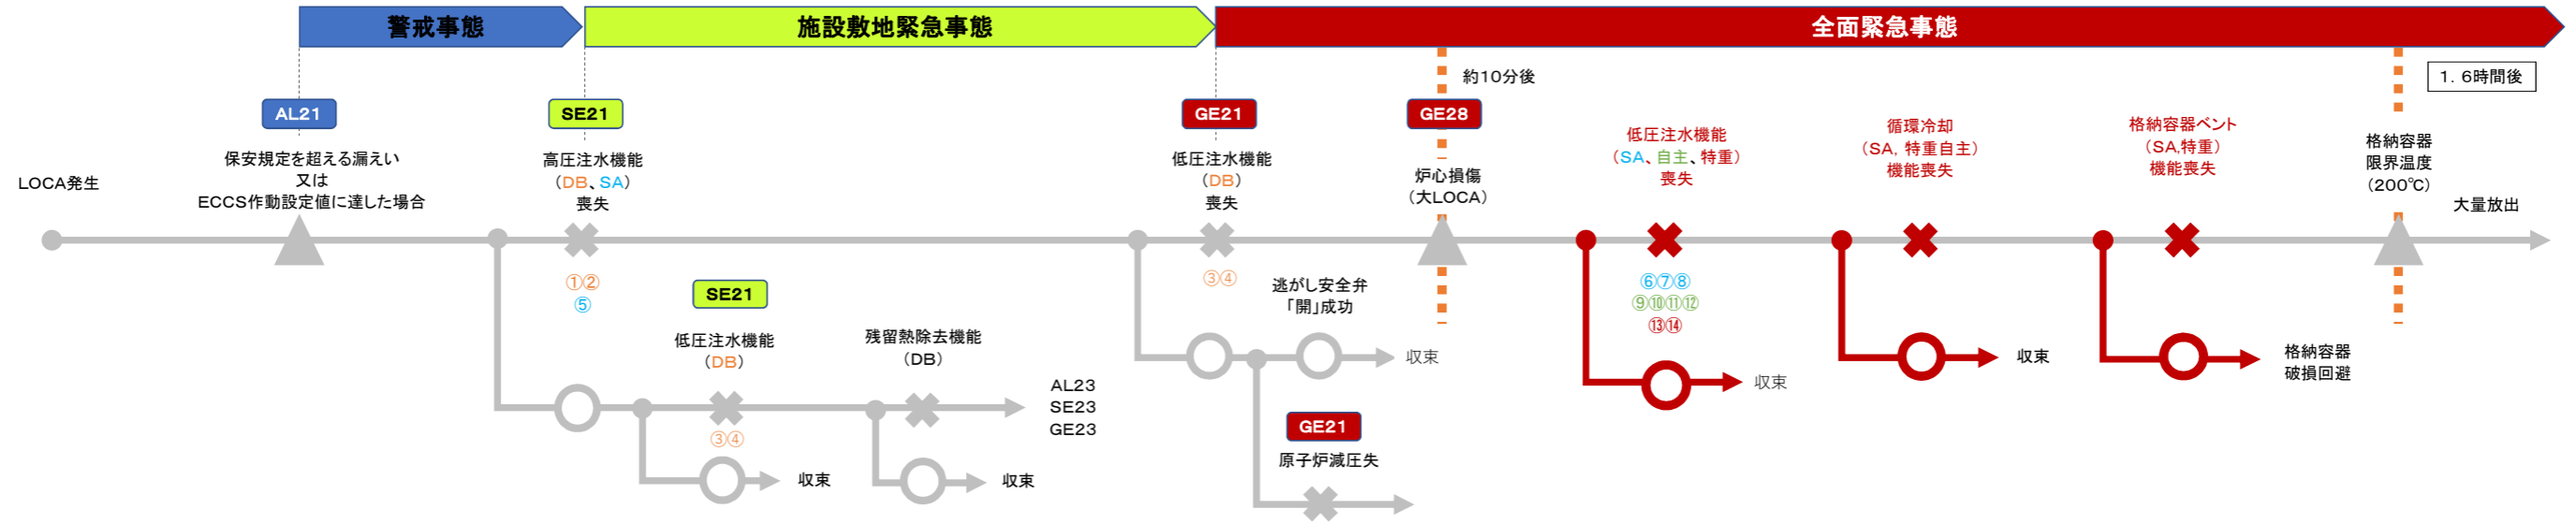 警戒事態
施設敷地緊急事態
全面緊急事態
約10分後
1.6時間後
AL21
SE21
GE21
GE28
LOCA発生
保安規定を超える漏えい
又は
ECCS作動設定値に達した場合
高圧注水機能
(DB、SA)
喪失
①②
⑤
SE21
低圧注水機能
(DB)
③④
収束
残留熱除去機能
(DB)
収束
AL23
SE23
GE23
低圧注水機能
(DB)
喪失
③④
逃がし安全弁
「開」成功
収束
GE21
原子炉減圧失
炉心損傷
(大LOCA)
低圧注水機能
(SA、自主、特重)
喪失
⑥⑦⑧
⑨⑩⑪⑫
⑬⑭
収束
循環冷却
(SA, 特重自主)
機能喪失
収束
格納容器ベント
(SA,特重)
機能喪失
格納容器
破損回避
格納容器
限界温度
(200℃)
大量放出